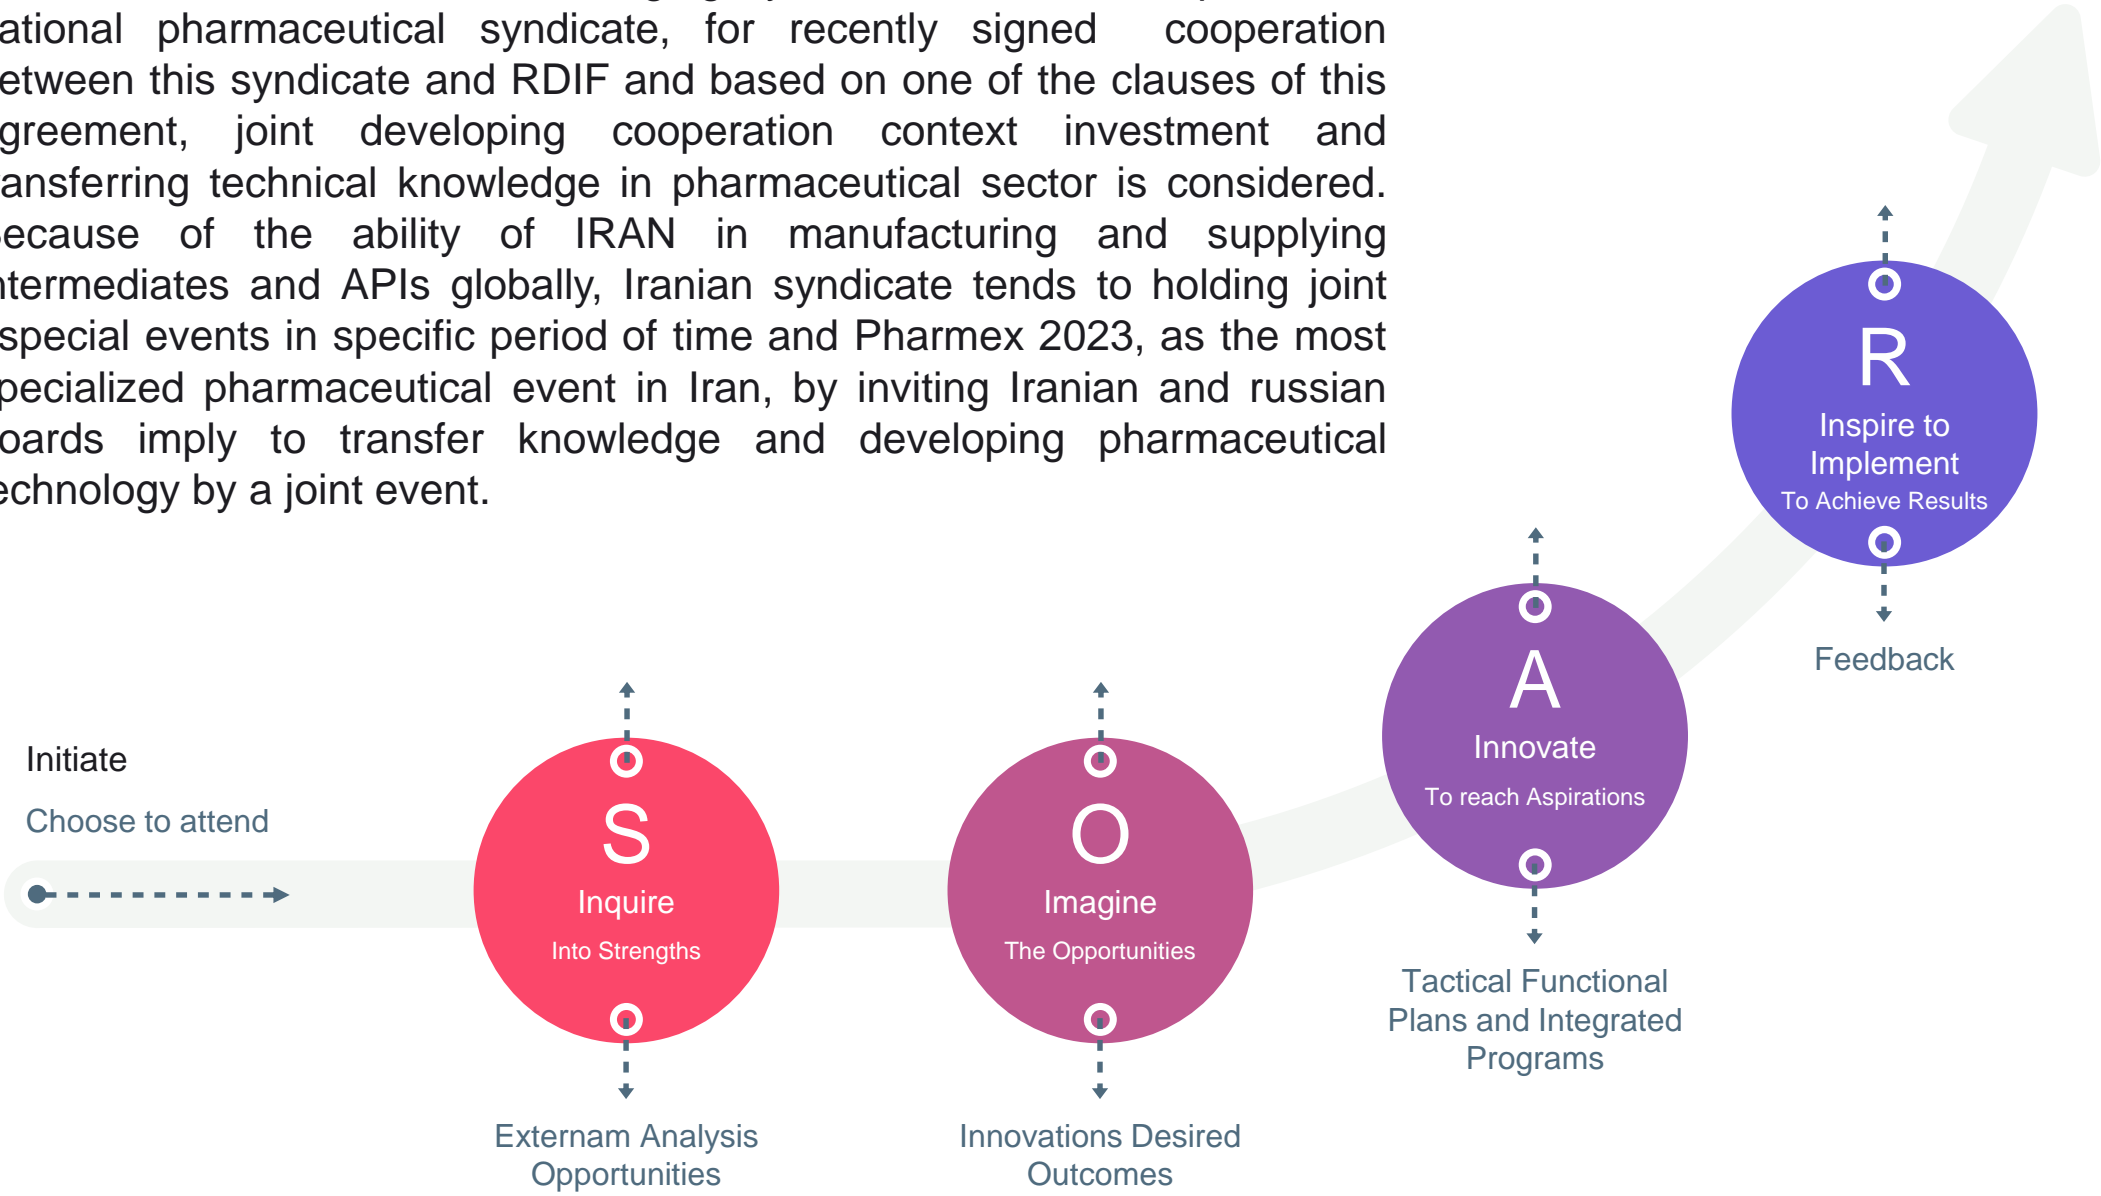 ational pharmaceutical syndicate, for recently signed cooperation
etween this syndicate and RDIF and based on one of the clauses of this
greement, joint developing cooperation context investment and
ansferring technical knowledge in pharmaceutical sector is considered.
ecause of the ability of IRAN in manufacturing and supplying
ntermediates and APIs globally, Iranian syndicate tends to holding joint
special events in specific period of time and Pharmex 2023, as the most
pecialized pharmaceutical event in Iran, by inviting Iranian and russian
oards imply to transfer knowledge and developing pharmaceutical
echnology by a joint event.
R
Inspire to
Implement
To Achieve Results
Feedback
A
Innovate
To reach Aspirations
Tactical Functional
Plans and Integrated
Programs
Initiate
Choose to attend
S
Inquire
Into Strengths
Externam Analysis
Opportunities
O
Imagine
The Opportunities
Innovations Desired
Outcomes